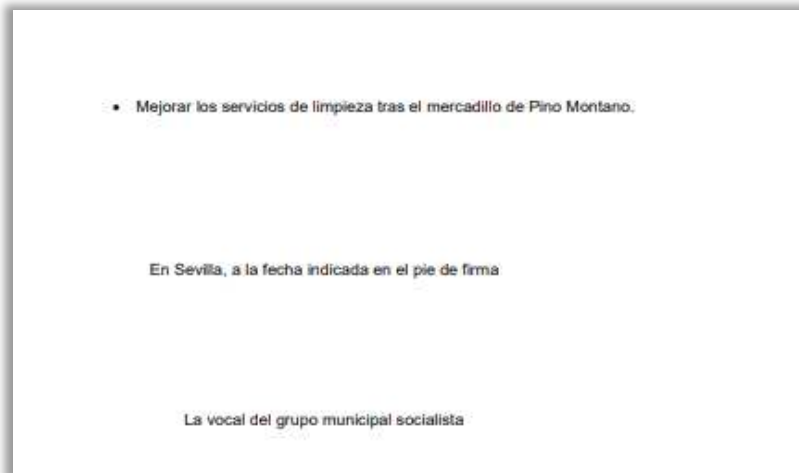 • Mejorar los servicios de limpieza tras el mercadillo de Pino Montano.
En Sevilla, a la fecha indicada en el pie de firma
La vocal del grupo municipal socialista